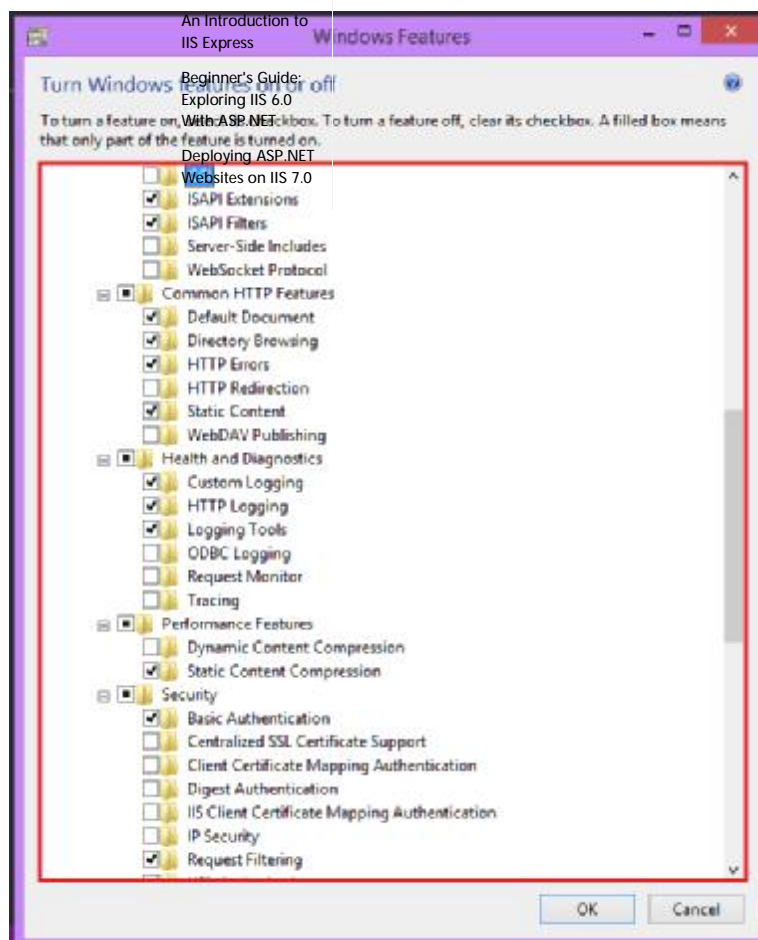 An Introduction to
IIS Express
Windows Features
Beginner's Guide:
Exploring IIS 6.0
With ASP.NET
Deploying ASP.NET
Websites on IIS 7.0
Turn Windows features on or off
To turn a feature on, checkbox. To turn a feature off, clear its checkbox. A filled box means
that only part of the feature is turned on.
ISAPI Extensions
ISAPI Filters
Server-Side Includes
WebSocket Protocol
Common HTTP Features
Default Document
Directory Browsing
HTTP Errors
HTTP Redirection
Static Content
WebDAV Publishing
Health and Diagnostics
Custom Logging
HTTP Logging
Logging Tools
ODBC Logging
Request Monitor
Tracing
Performance Features
Dynamic Content Compression
Static Content Compression
Security
Basic Authentication
Centralized SSL Certificate Support
Client Certificate Mapping Authentication
Digest Authentication
IIS Client Certificate Mapping Authentication
IP Security
Request Filtering
OK
Cancel